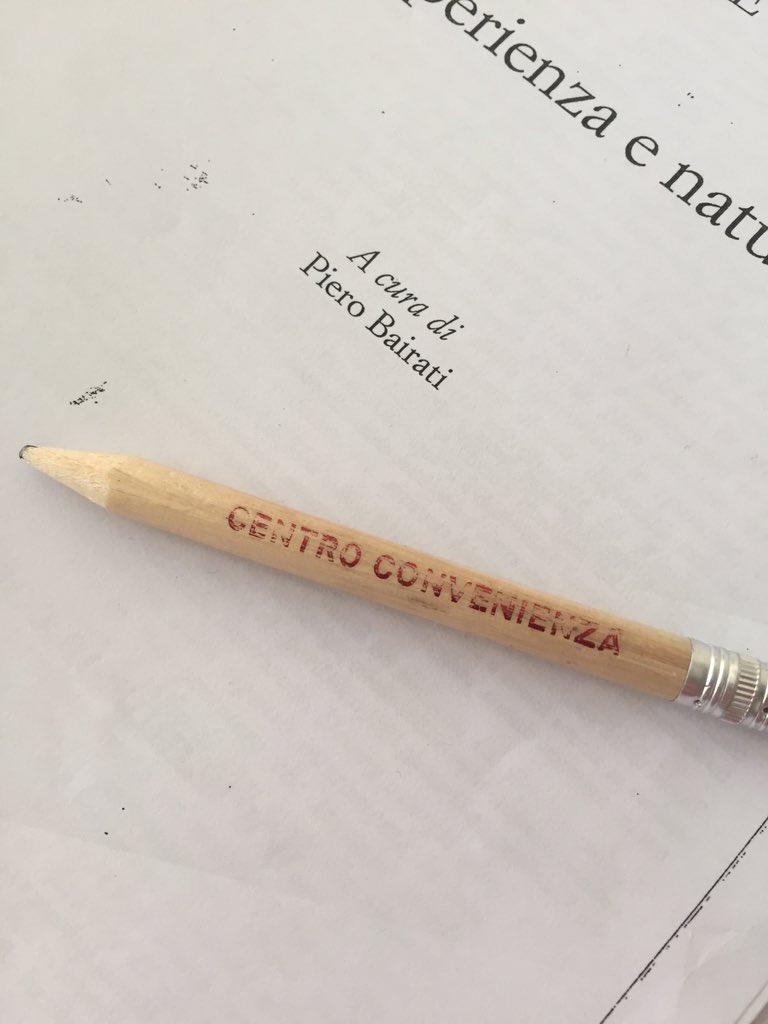 perienza e natu
A cura di
Piero Bairati
CENTRO CONVENIENZA